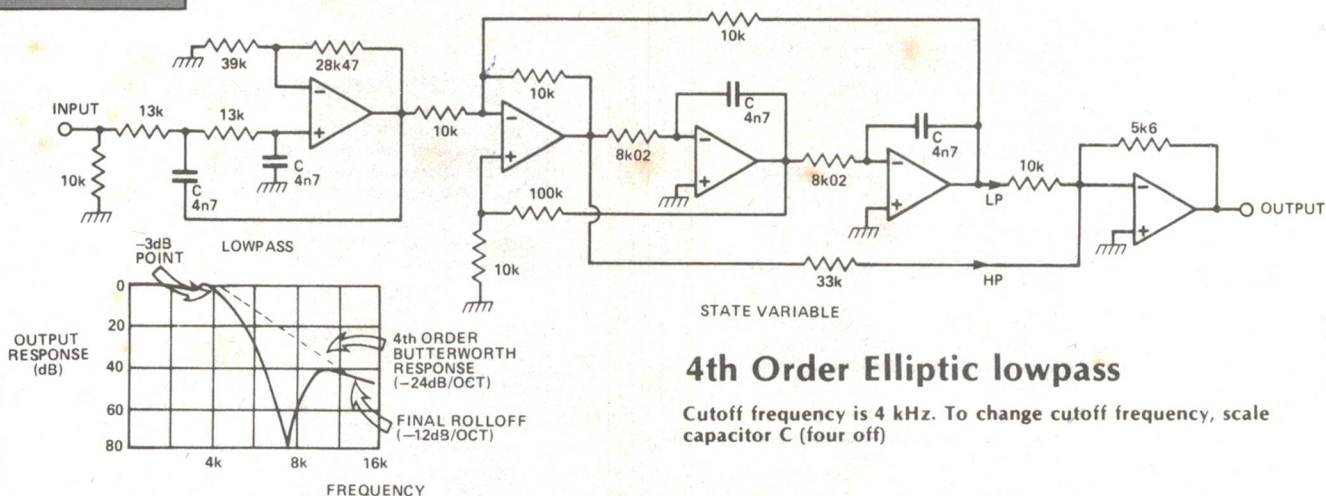 10k
39k
28k47
10k
C
4n7
INPUT
13k
13k
10k
10k
8k02
8k02
C
4n7
5k6
10k
C
4n7
C
4n7
100k
LP
10k
OUTPUT
LOWPASS
10k
33k
HP
STATE VARIABLE
–3dB
POINT
OUTPUT
RESPONSE
(dB)
0
20
40
60
80
4k
8k
16k
FREQUENCY
4th ORDER
BUTTERWORTH
RESPONSE
(–24dB/OCT)
FINAL ROLLOFF
(–12dB/OCT)
4th Order Elliptic lowpass
Cutoff frequency is 4 kHz. To change cutoff frequency, scale
capacitor C (four off)